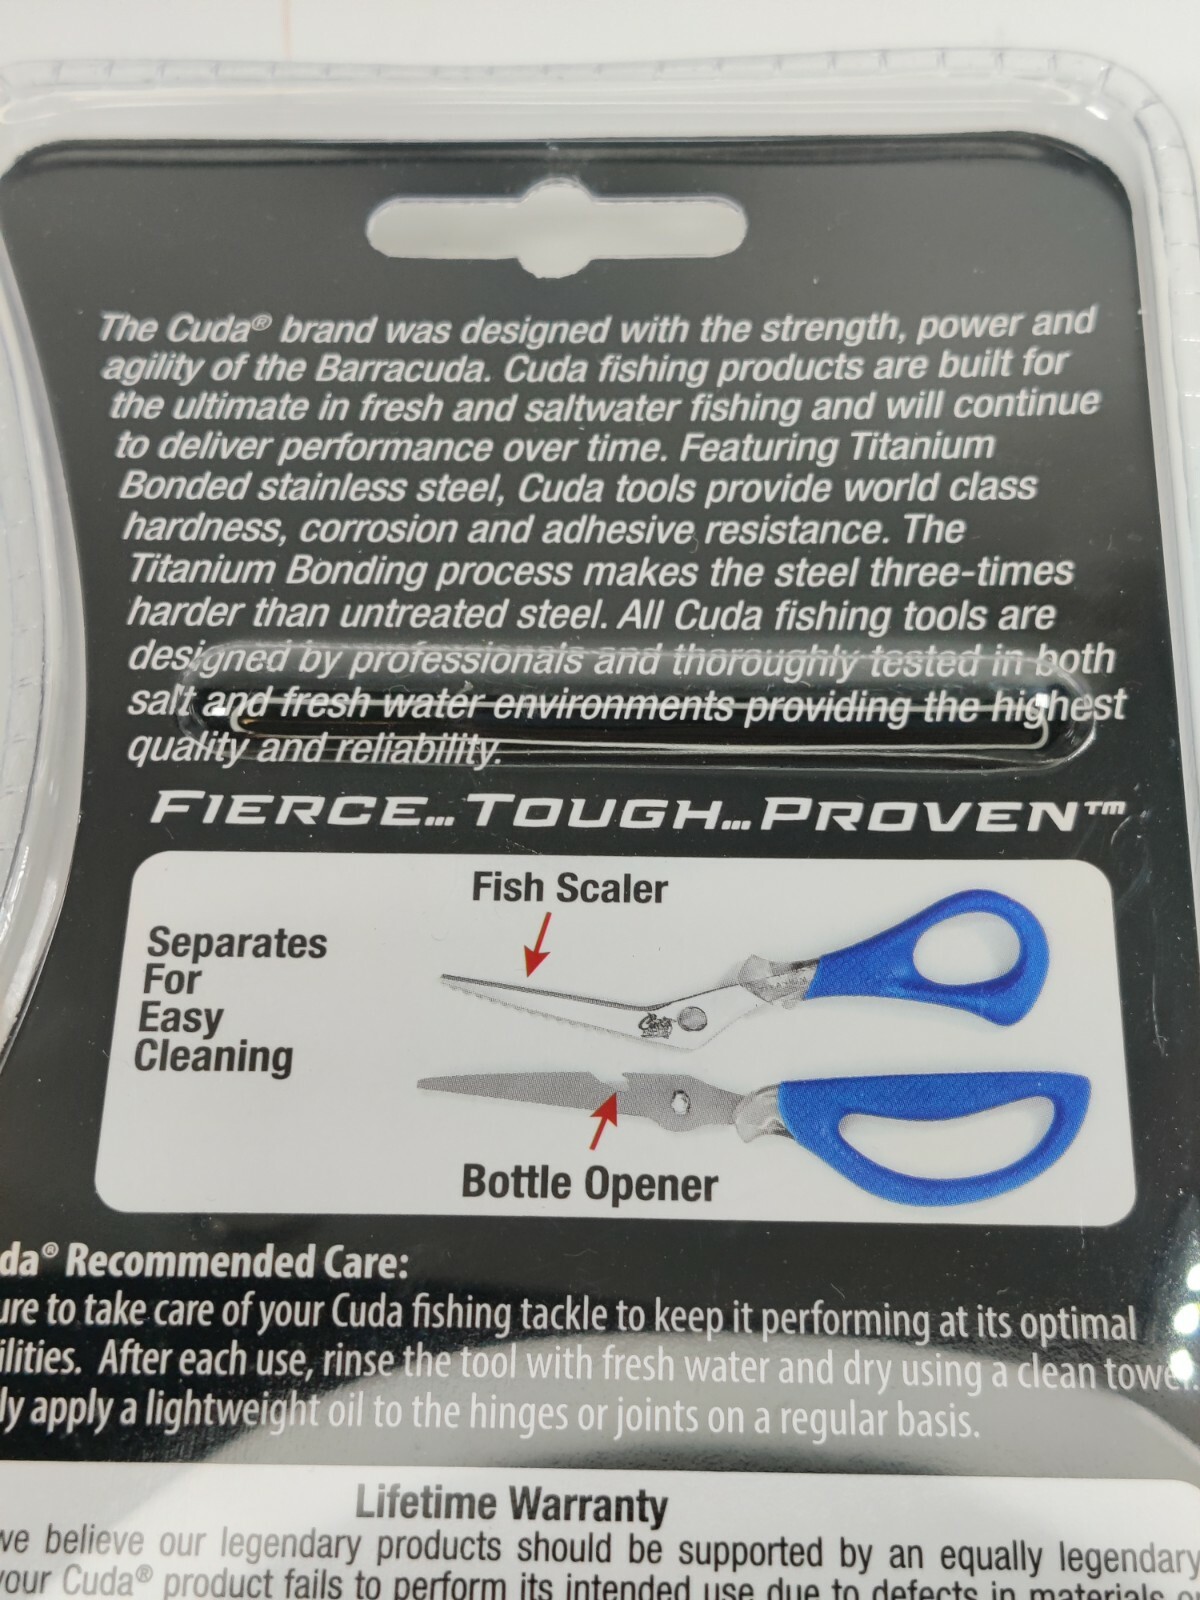 The Cuda® brand was designed with the strength, power and
agility of the Barracuda. Cuda fishing products are built for
the ultimate in fresh and saltwater fishing and will continue
to deliver performance over time. Featuring Titanium
Bonded stainless steel, Cuda tools provide world class
hardness, corrosion and adhesive resistance. The
Titanium Bonding process makes the steel three-times
harder than untreated steel. All Cuda fishing tools are
designed by professionals and thoroughly tested in both
salt and fresh water environments providing the highest
quality and reliability.
FIERCE... TOUGH... PROVEN™
Fish Scaler
Separates
For
Easy
Cleaning
Cuda
Bottle Opener
da® Recommended Care:
ure to take care of your Cuda fishing tackle to keep it performing at its optimal
ilities. After each use, rinse the tool with fresh water and dry using a clean towel.
ly apply a lightweight oil to the hinges or joints on a regular basis.
Lifetime Warranty
we believe our legendary products should be supported by an equally legendary
your Cuda® product fails to perform its intended use due to defects in materials or